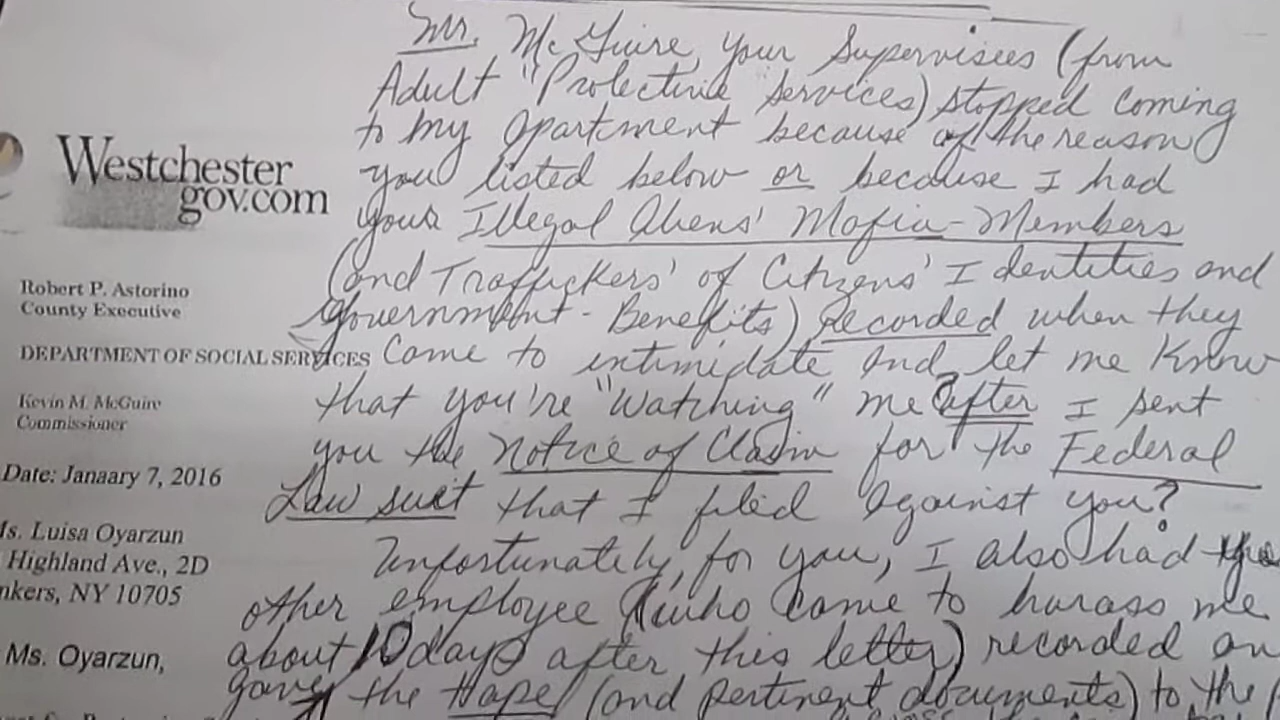 Mr. McGuire, your Supervisees (from
Adult "Protective Services) stopped coming
to my apartment because of the reason
you listed below or because I had
your Illegal Aliens' Mafia-Members
(and Traffickers' of Citizens' Identities and
Government-Benefits) recorded when they
came to intimidate and let me know
that you're "Watching" me after I sent
you the Notice of Claim for the Federal
Law suit that I filed against you?
Unfortunately, for you, I also had the
other employee (who came to harass me
about 10 days after this letter) recorded an
gave the tape (and pertinent documents) to the
Westchester
gov.com
Robert P. Astorino
County Executive
DEPARTMENT OF SOCIAL SERVICES
Kevin M. McGuire
Commissioner
Date: Janaary 7, 2016
Ms. Luisa Oyarzun
Highland Ave., 2D
nkers, NY 10705
Ms. Oyarzun,